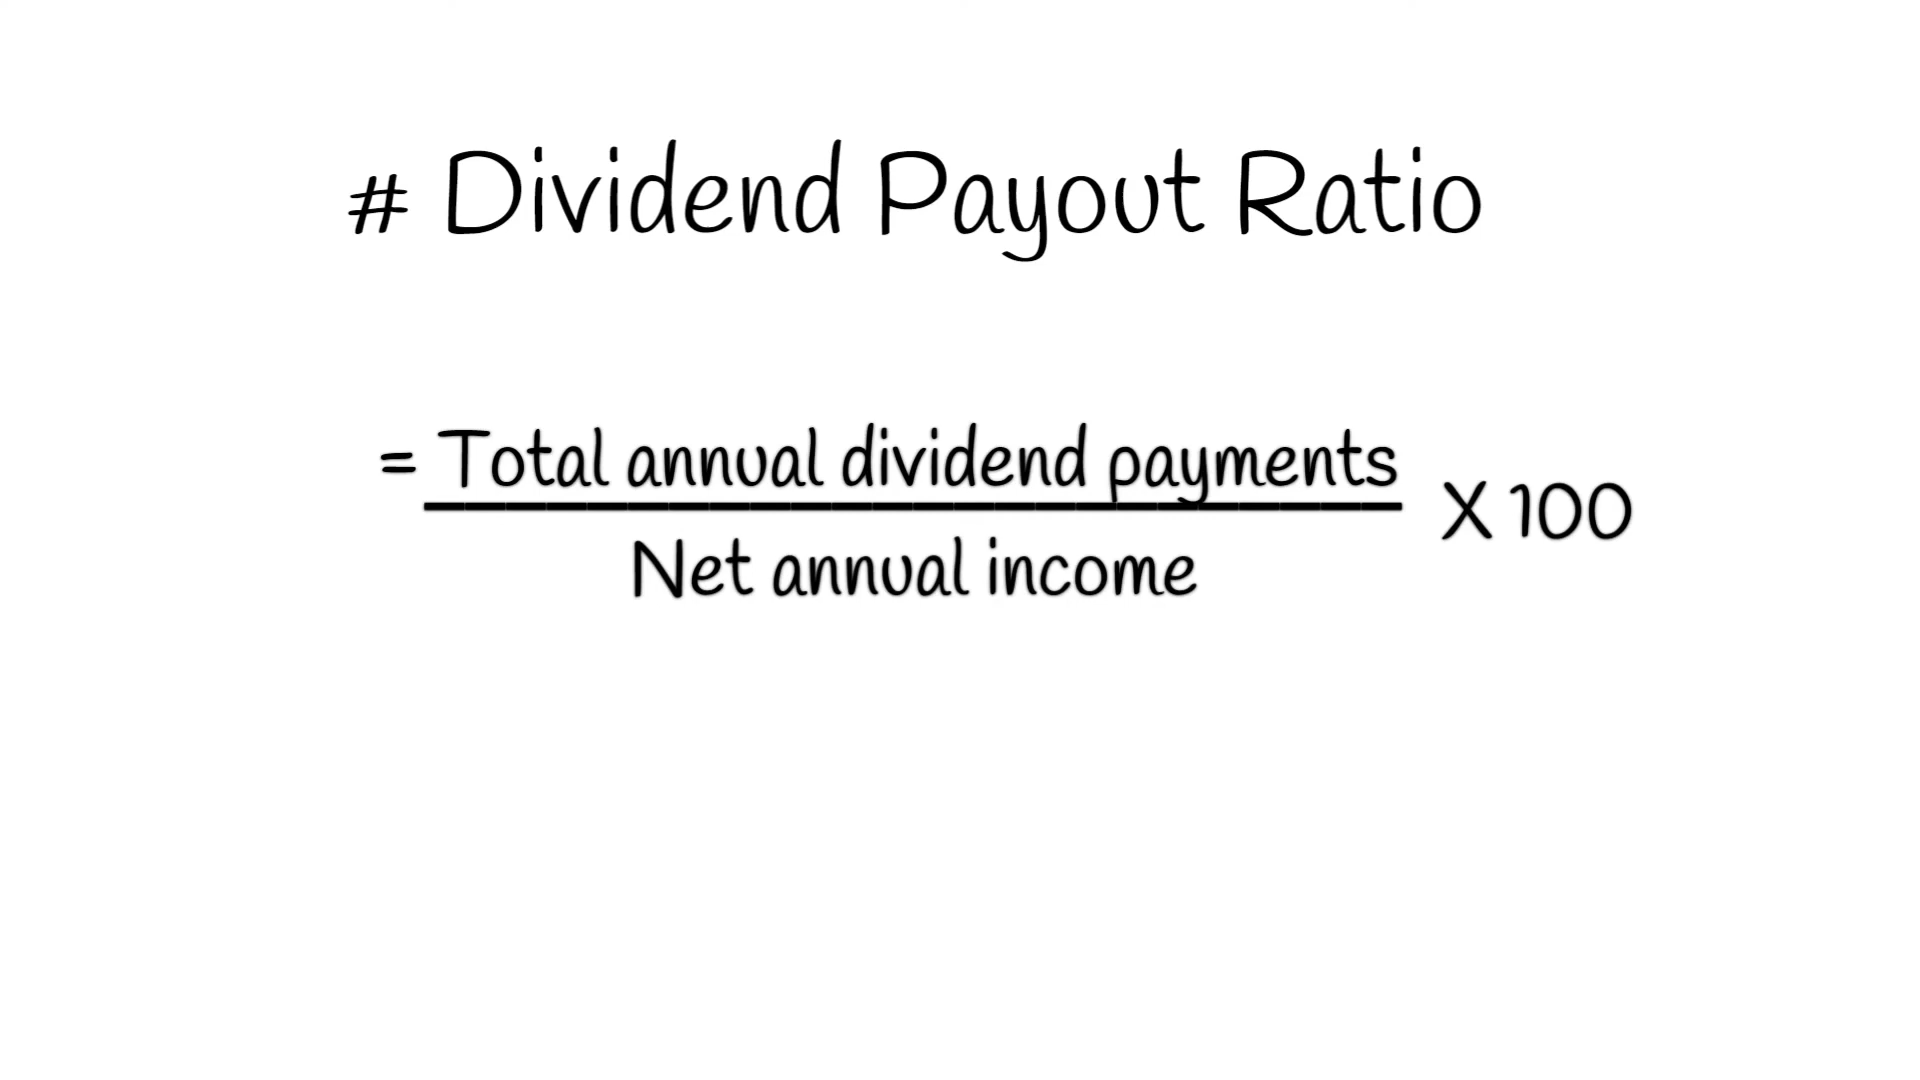 # Dividend Payout Ratio
= Total annual dividend payments
X 100
Net annual income